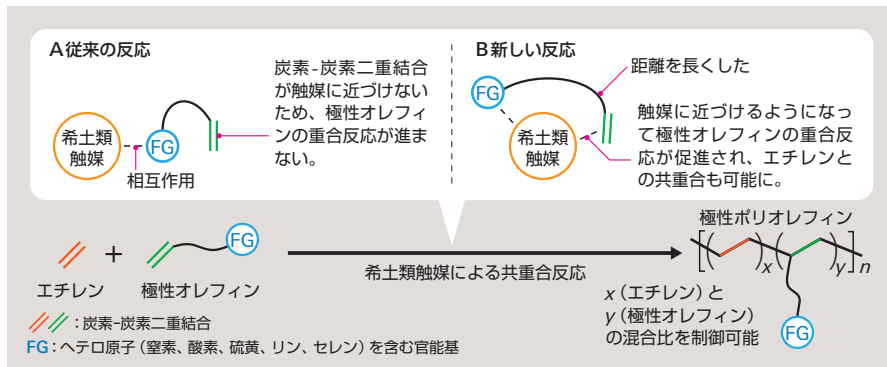 A従来の反応
炭素-炭素二重結合
が触媒に近づけない
ため、極性オレフィ
ンの重合反応が進ま
ない。
希土類
触媒
FG
相互作用
B新しい反応
距離を長くした
FG
希土類
触媒
触媒に近づけるようになっ
て極性オレフィンの重合反
応が促進され、エチレンと
の共重合も可能に。
エチレン
+
極性オレフィン
FG
希土類触媒による共重合反応
極性ポリオレフィン
[( )x( )y]n
FG
x(エチレン)と
y(極性オレフィン)
の混合比を制御可能
:炭素-炭素二重結合
FG:ヘテロ原子(窒素、酸素、硫黄、リン、セレン)を含む官能基